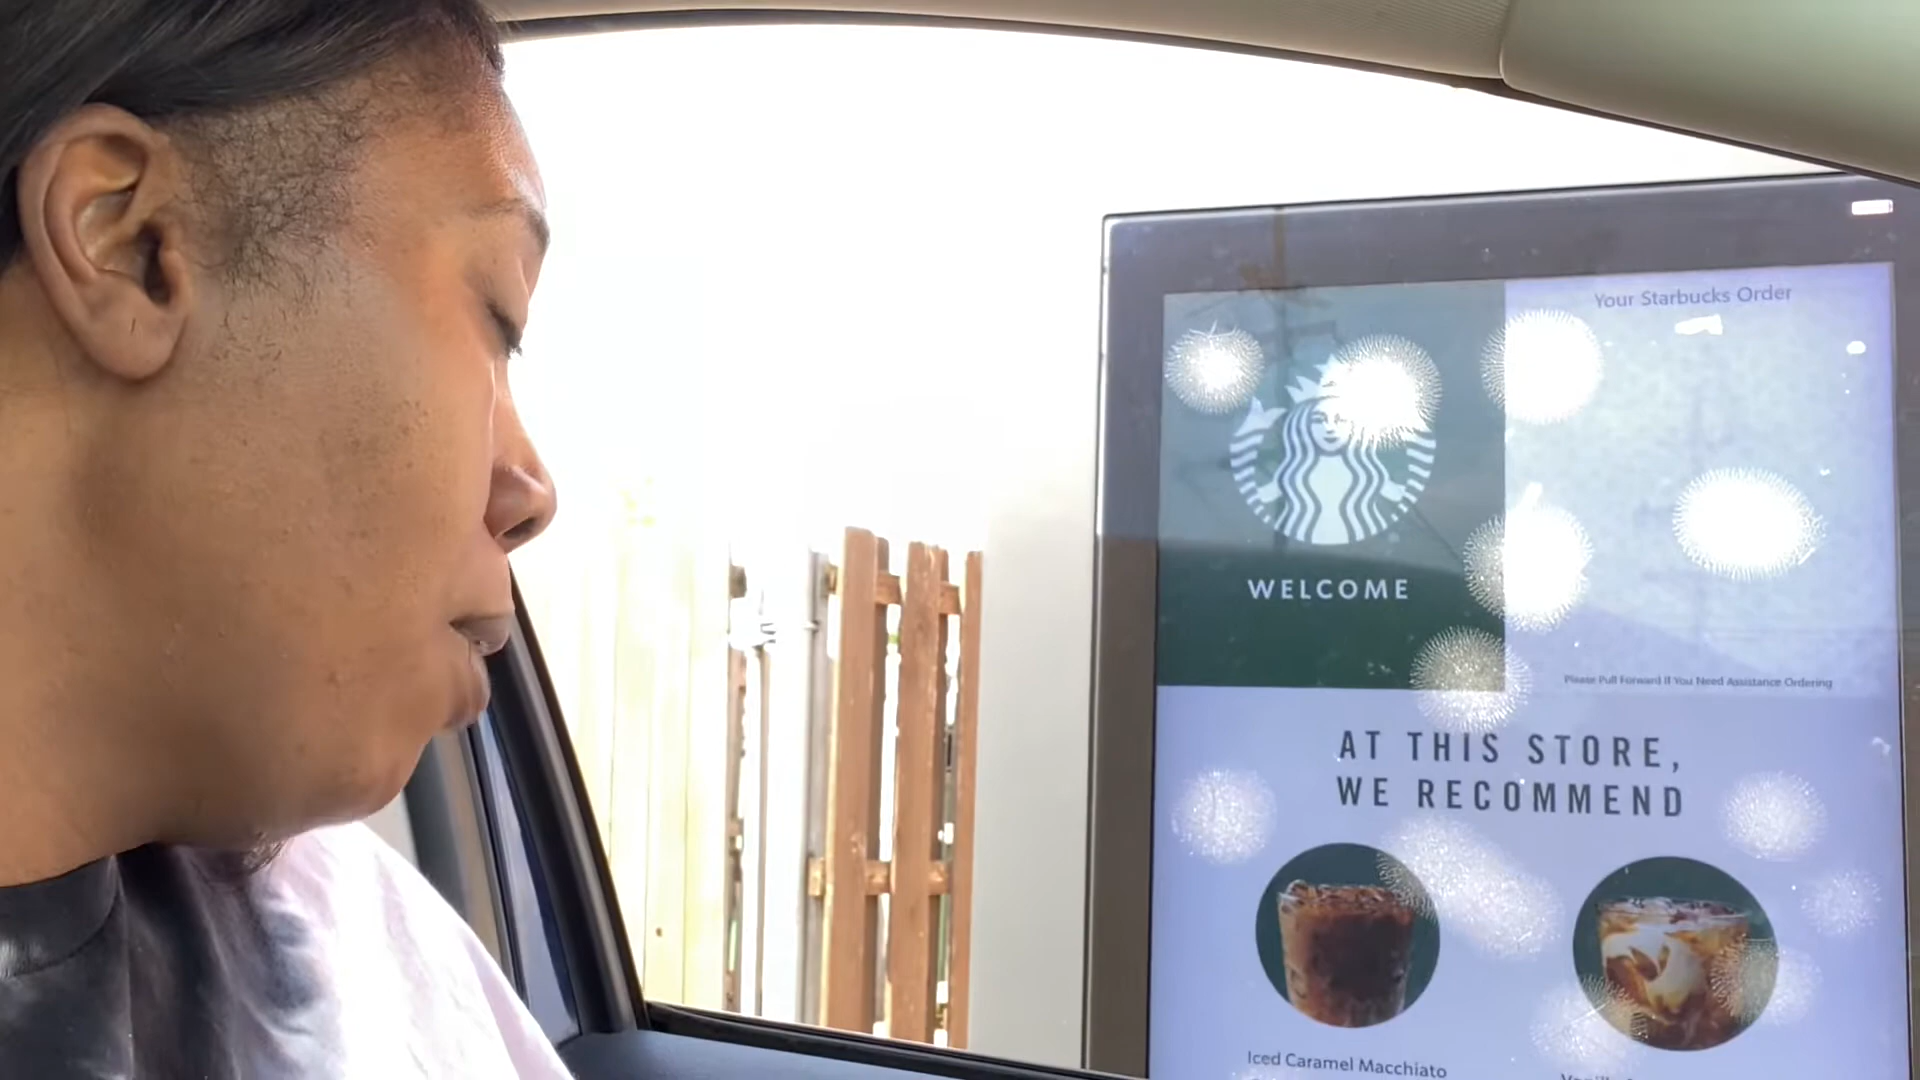 Your Starbucks Order
WELCOME
Please Pull Forward If You Need Assistance Ordering
AT THIS STORE,
WE RECOMMEND
Iced Caramel Macchiato